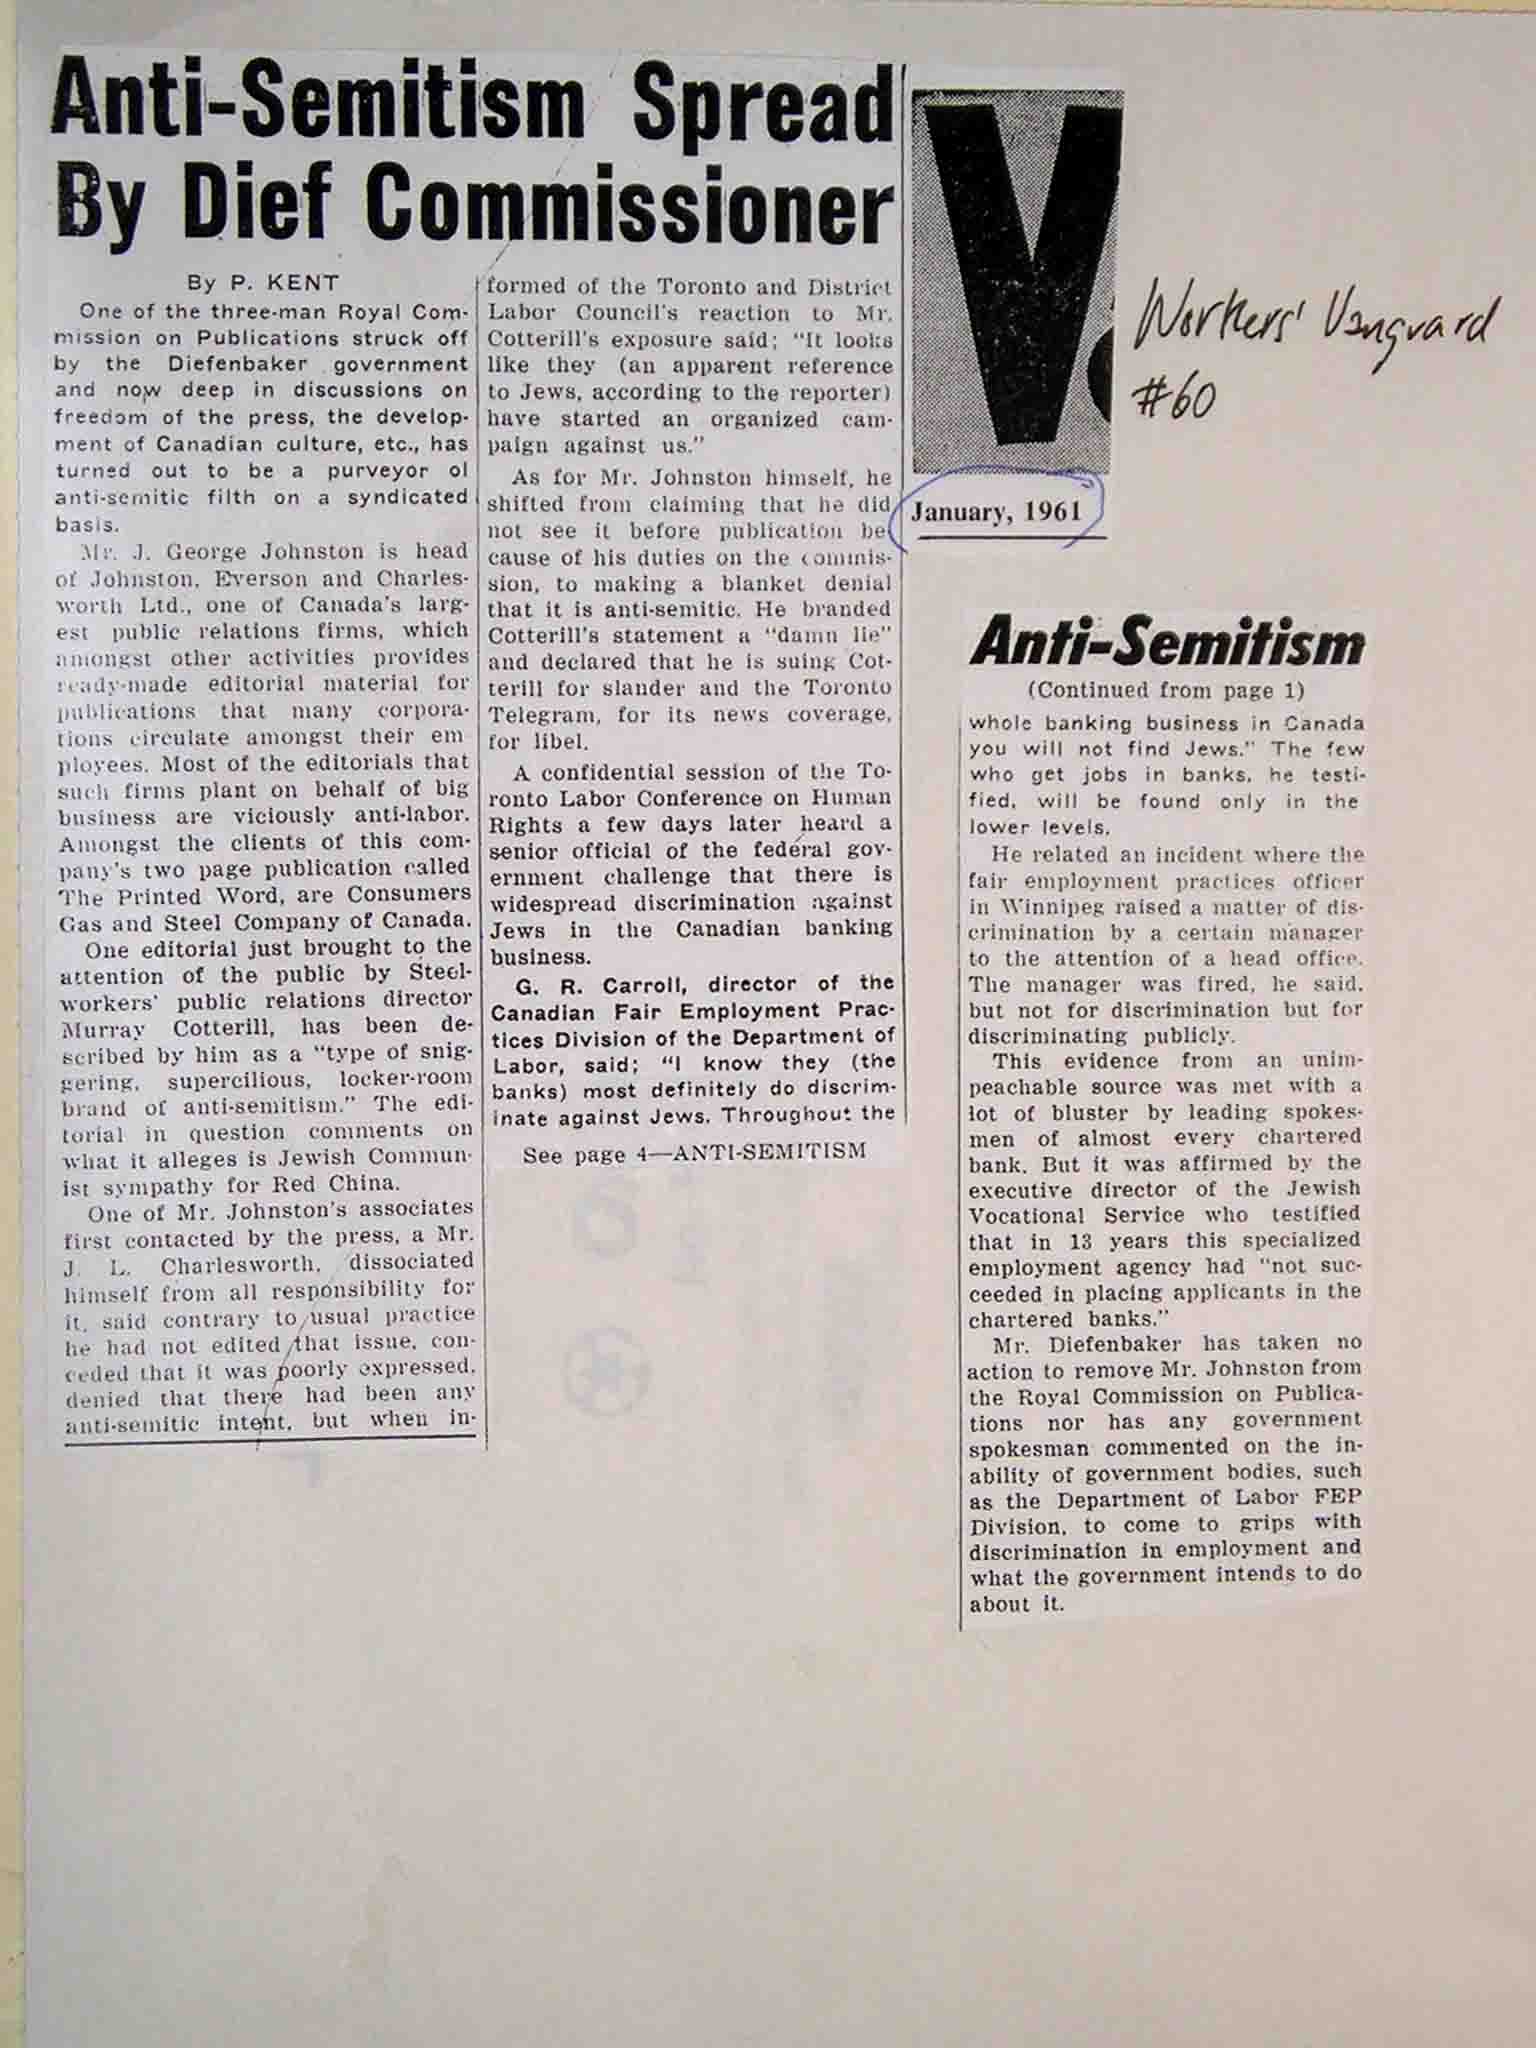 Anti-Semitism Spread
By Dief Commissioner
By P. KENT
One of the three-man Royal Com-
mission on Publications struck off
by the Diefenbaker government
and now deep in discussions on
freedom of the press, the develop-
ment of Canadian culture, etc., has
turned out to be a purveyor of
anti-semitic filth on a syndicated
basis.
Mr. J. George Johnston is head
of Johnston, Everson and Charles-
worth Ltd., one of Canada's larg-
est public relations firms, which
amongst other activities provides
ready-made editorial material for
publications that many corpora-
tions circulate amongst their em
ployees. Most of the editorials that
such firms plant on behalf of big
business are viciously anti-labor.
Amongst the clients of this com-
pany's two page publication called
The Printed Word, are Consumers
Gas and Steel Company of Canada.
One editorial just brought to the
attention of the public by Steel-
workers' public relations director
Murray Cotterill, has been de-
scribed by him as a "type of snig-
gering, supercilious, locker-room
brand of anti-semitism." The edi-
torial in question comments on
what it alleges is Jewish Commun-
ist sympathy for Red China.
One of Mr. Johnston's associates
first contacted by the press, a Mr.
J. L. Charlesworth, dissociated
himself from all responsibility for
it, said contrary to usual practice
he had not edited that issue, con-
ceded that it was poorly expressed,
denied that there had been any
anti-semitic intent, but when in-
formed of the Toronto and District
Labor Council's reaction to Mr.
Cotterill's exposure said; "It looks
like they (an apparent reference
to Jews, according to the reporter)
have started an organized cam-
paign against us."
As for Mr. Johnston himself, he
shifted from claiming that he did
not see it before publication be
cause of his duties on the commis-
sion, to making a blanket denial
that it is anti-semitic. He branded
Cotterill's statement a "damn lie"
and declared that he is suing Cot-
terill for slander and the Toronto
Telegram, for its news coverage,
for libel.
A confidential session of the To-
ronto Labor Conference on Human
Rights a few days later heard a
senior official of the federal gov-
ernment challenge that there is
widespread discrimination against
Jews in the Canadian banking
business.
G. R. Carroll, director of the
Canadian Fair Employment Prac-
tices Division of the Department of
Labor, said; "I know they (the
banks) most definitely do discrim-
inate against Jews. Throughout the
See page 4—ANTI-SEMITISM
V
Workers' Vanguard
#60
January, 1961
Anti-Semitism
(Continued from page 1)
whole banking business in Canada
you will not find Jews." The few
who get jobs in banks, he testi-
fied, will be found only in the
lower levels.
He related an incident where the
fair employment practices officer
in Winnipeg raised a matter of dis-
crimination by a certain manager
to the attention of a head office.
The manager was fired, he said,
but not for discrimination but for
discriminating publicly.
This evidence from an unim-
peachable source was met with a
lot of bluster by leading spokes-
men of almost every chartered
bank. But it was affirmed by the
executive director of the Jewish
Vocational Service who testified
that in 13 years this specialized
employment agency had "not suc-
ceeded in placing applicants in the
chartered banks."
Mr. Diefenbaker has taken no
action to remove Mr. Johnston from
the Royal Commission on Publica-
tions nor has any government
spokesman commented on the in-
ability of government bodies, such
as the Department of Labor FEP
Division, to come to grips with
discrimination in employment and
what the government intends to do
about it.